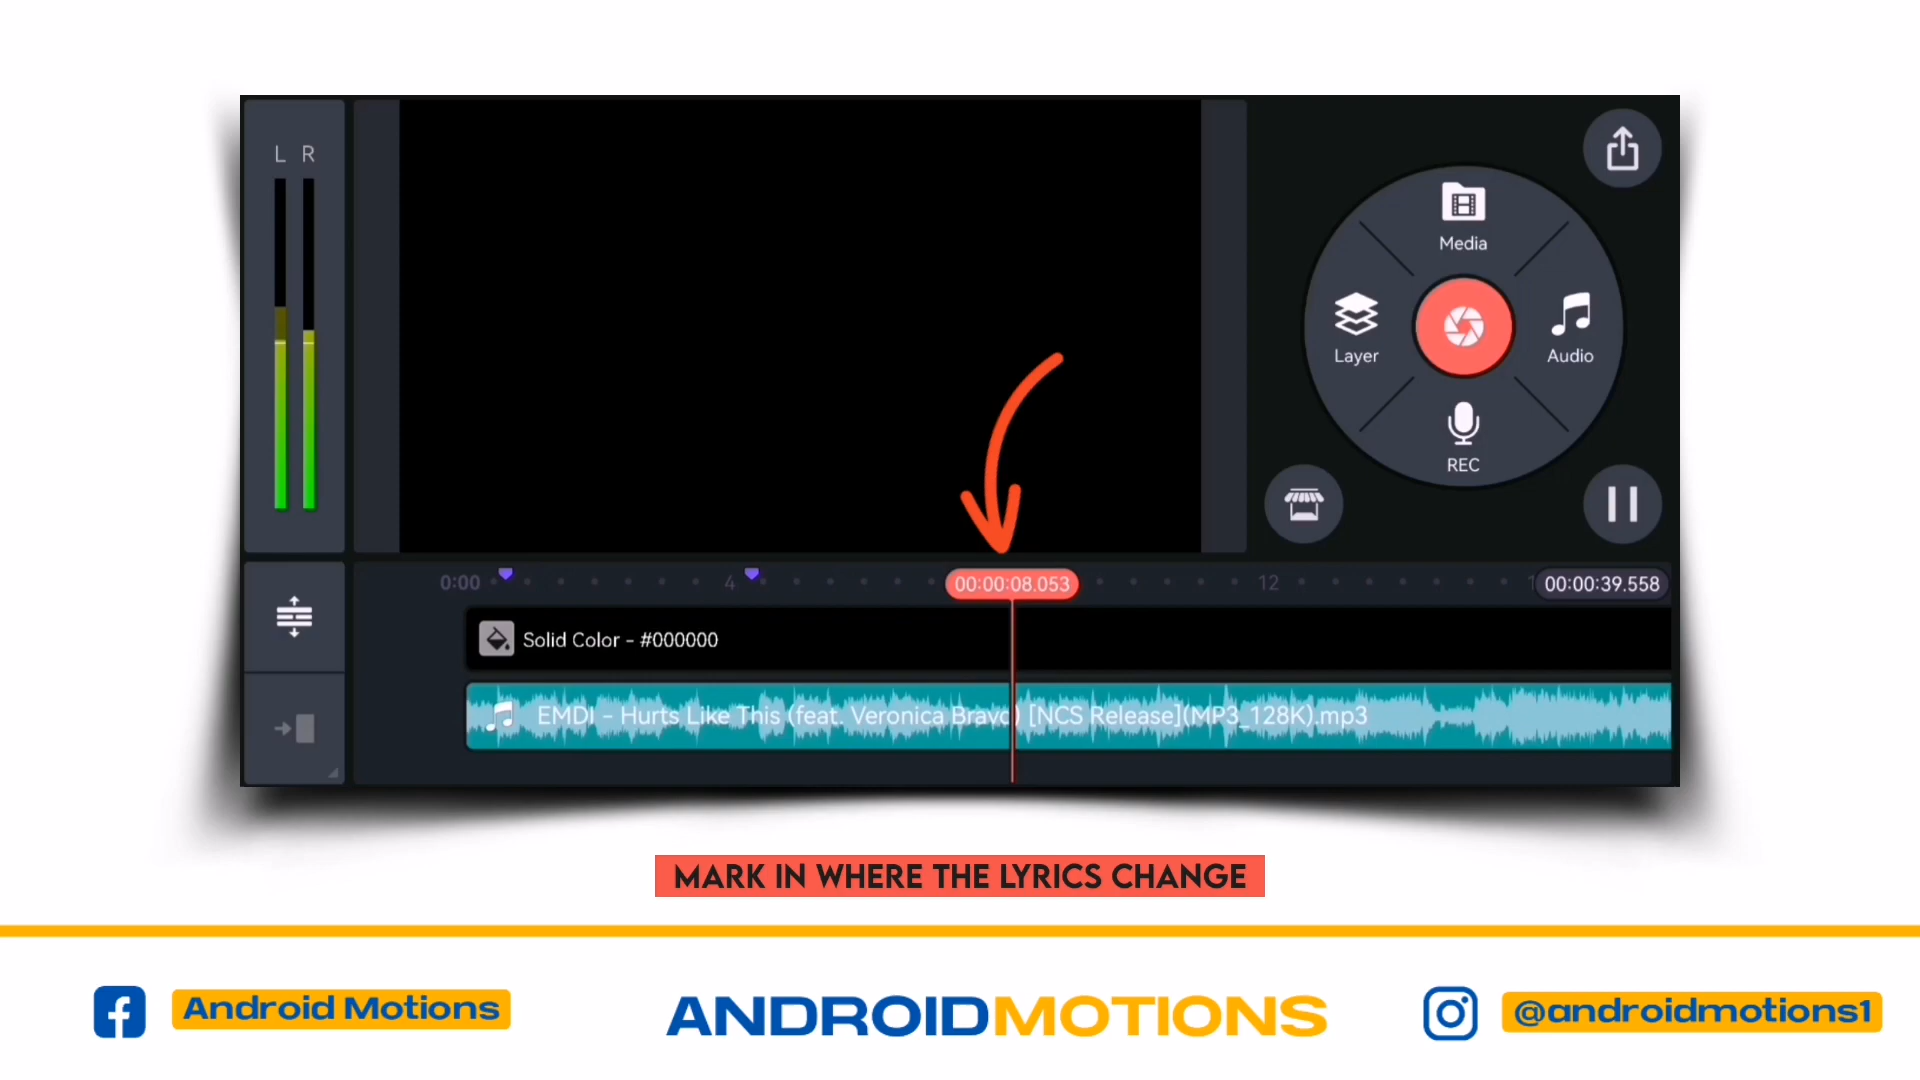 L R
Media
Layer
Audio
REC
0:00
4
00:00:08.053
12
00:00:39.558
Solid Color - #000000
EMDI - Hurts Like This (feat. Veronica Bravo) [NCS Release](MP3_128K).mp3
MARK IN WHERE THE LYRICS CHANGE
Android Motions
ANDROIDMOTIONS
@androidmotions1